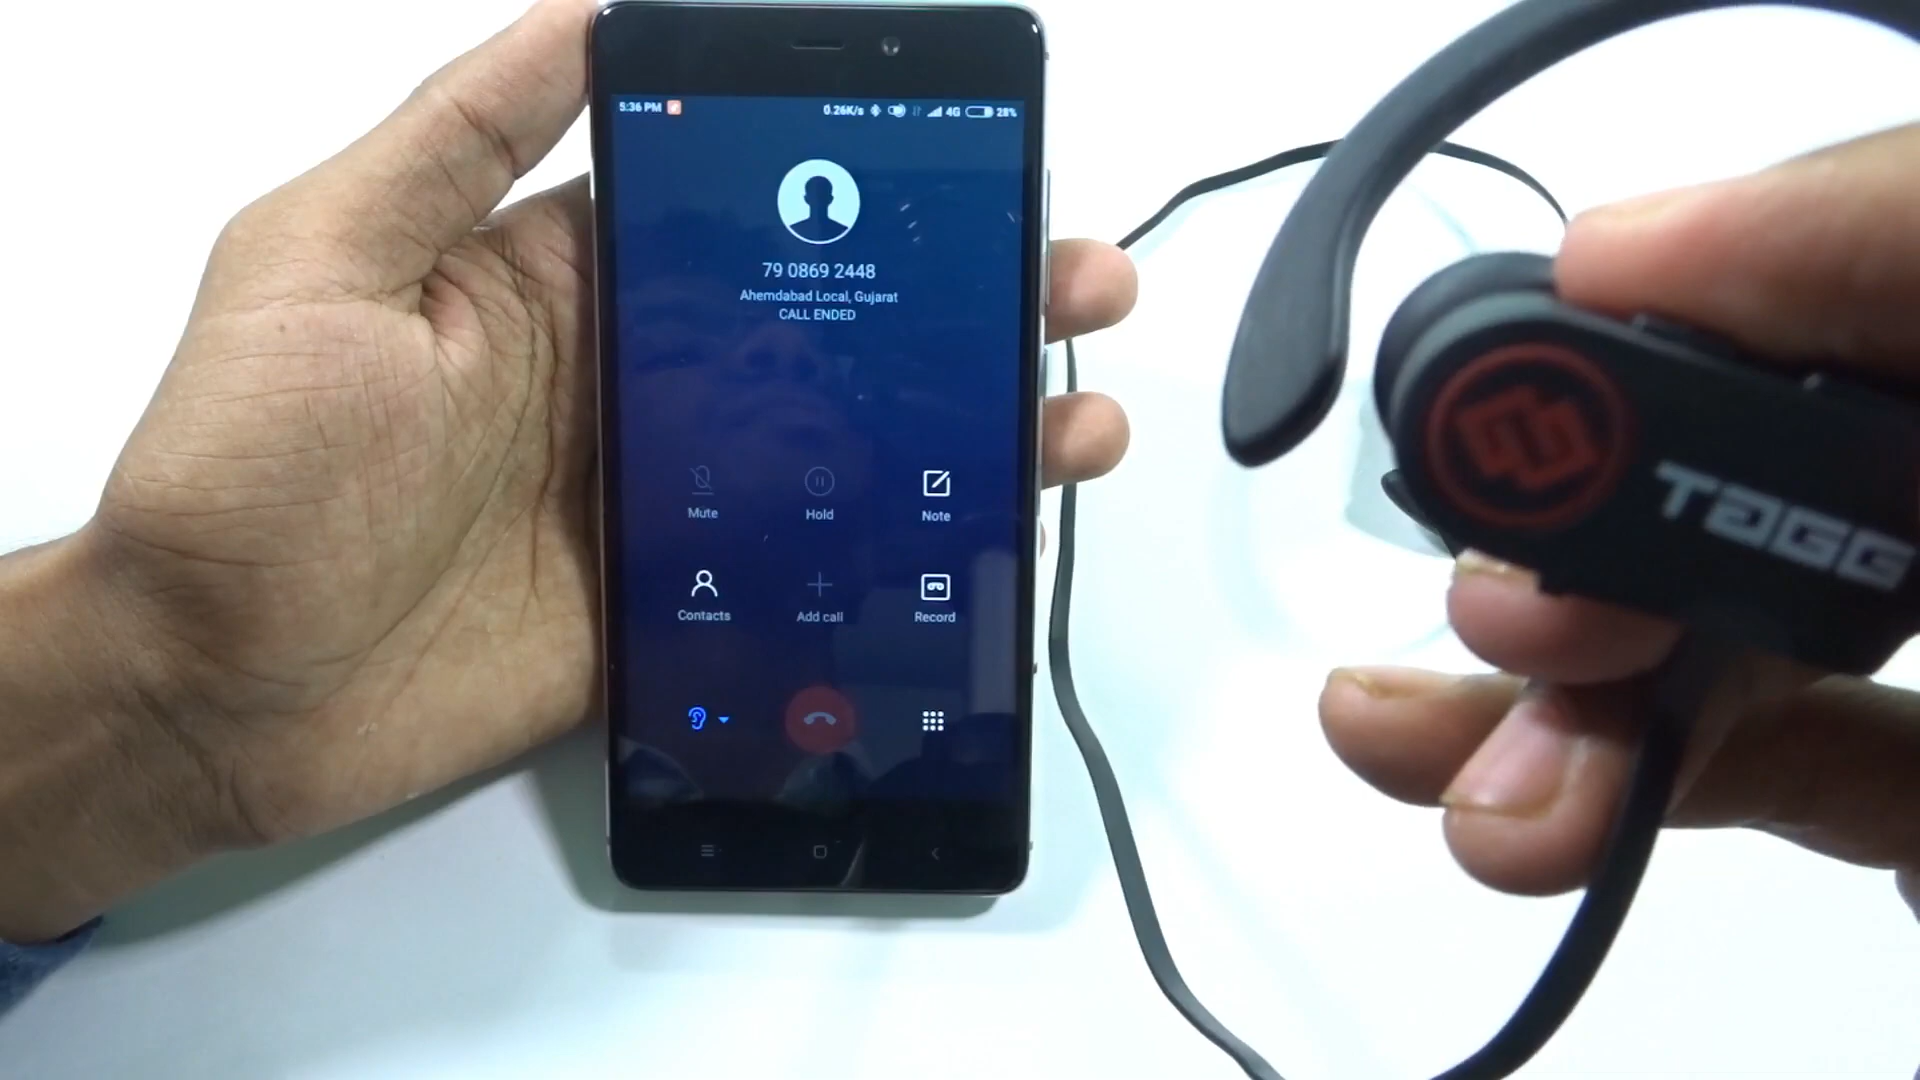 5:36 PM 0.26K/s 4G 28%
79 0869 2448
Ahemdabad Local, Gujarat
CALL ENDED
Mute Hold Note
Contacts Add call Record
TAGG